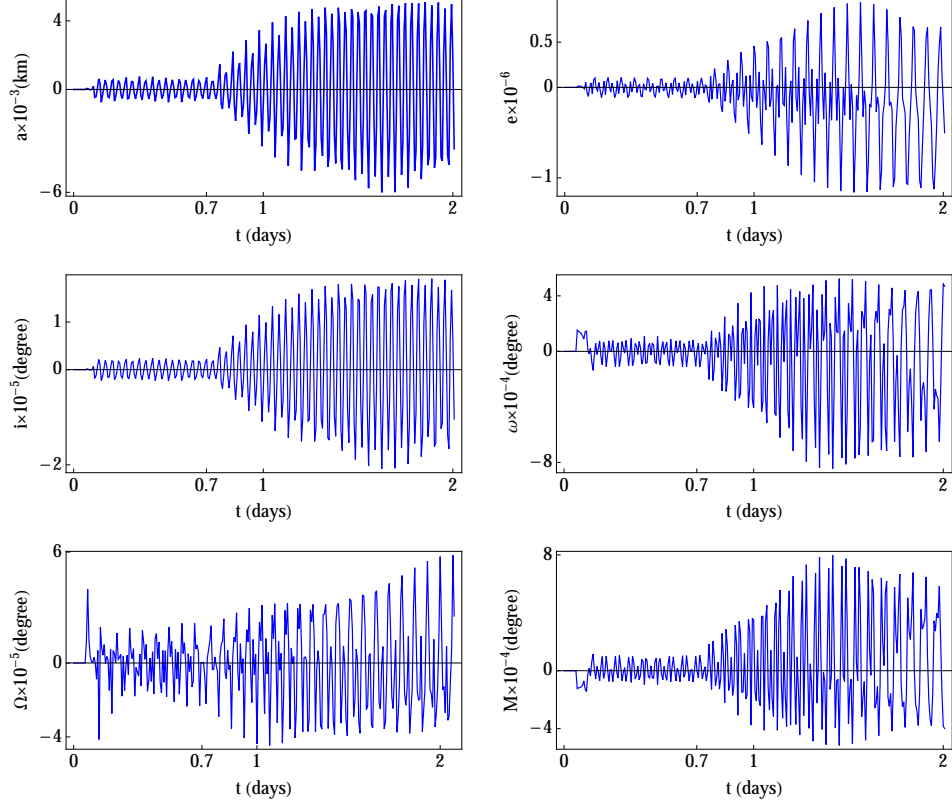 4
0
−6
a×10⁻³(km)
0 0.7 1 2
t (days)
0.5
0
−1
e×10⁻⁶
0 1 2
t (days)
1
0
−2
i×10⁻⁵(degree)
0 0.7 1 2
t (days)
4
0
−8
ω×10⁻⁴(degree)
0 0.7 1 2
t (days)
6
0
−4
Ω×10⁻⁵(degree)
0 0.7 1 2
t (days)
8
0
−4
M×10⁻⁴(degree)
0 0.7 1 2
t (days)